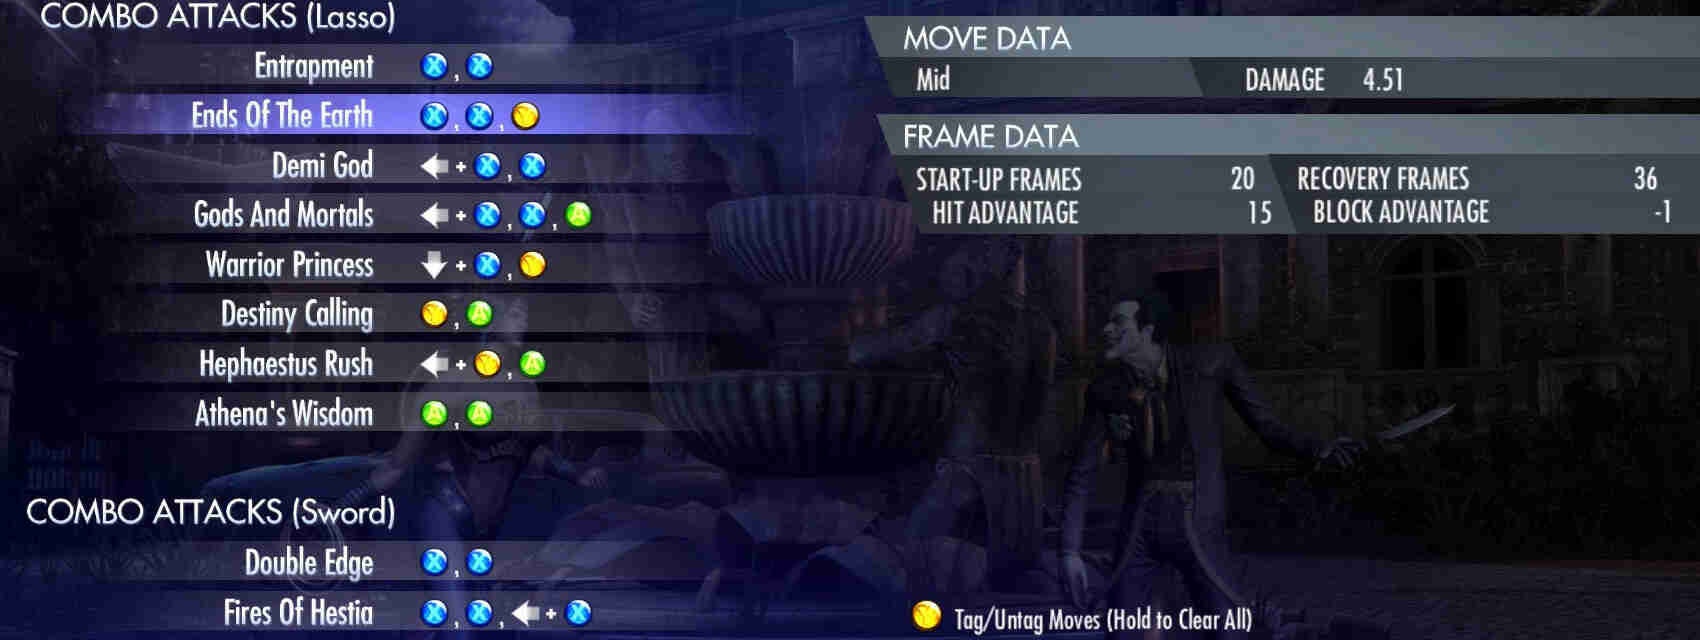 COMBO ATTACKS (Lasso)
Entrapment X , X
Ends Of The Earth X , X , Y
Demi God + X , X
Gods And Mortals + X , X , A
Warrior Princess + X , Y
Destiny Calling Y , A
Hephaestus Rush + Y , A
Athena's Wisdom A , A
COMBO ATTACKS (Sword)
Double Edge X , X
Fires Of Hestia X , X , + X
MOVE DATA
Mid DAMAGE 4.51
FRAME DATA
START-UP FRAMES 20 RECOVERY FRAMES 36
HIT ADVANTAGE 15 BLOCK ADVANTAGE -1
Y Tag/Untag Moves (Hold to Clear All)